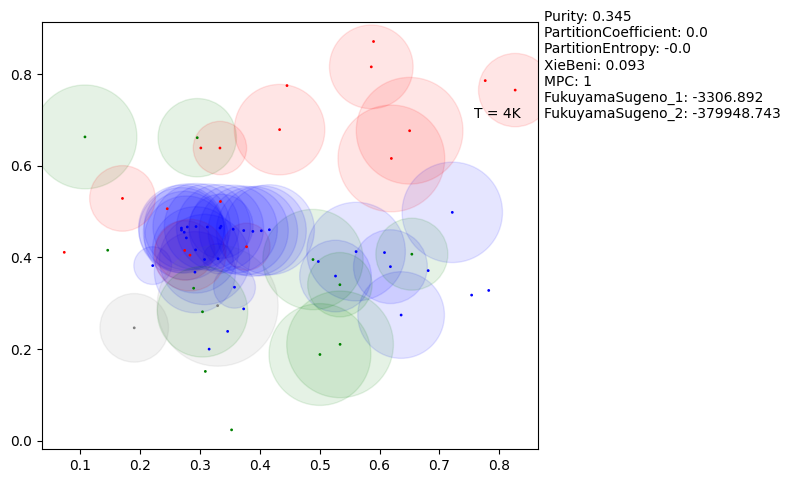 Purity: 0.345
PartitionCoefficient: 0.0
PartitionEntropy: -0.0
XieBeni: 0.093
MPC: 1
FukuyamaSugeno_1: -3306.892
FukuyamaSugeno_2: -379948.743
T = 4K
0.8
0.6
0.4
0.2
0.0
0.1 0.2 0.3 0.4 0.5 0.6 0.7 0.8